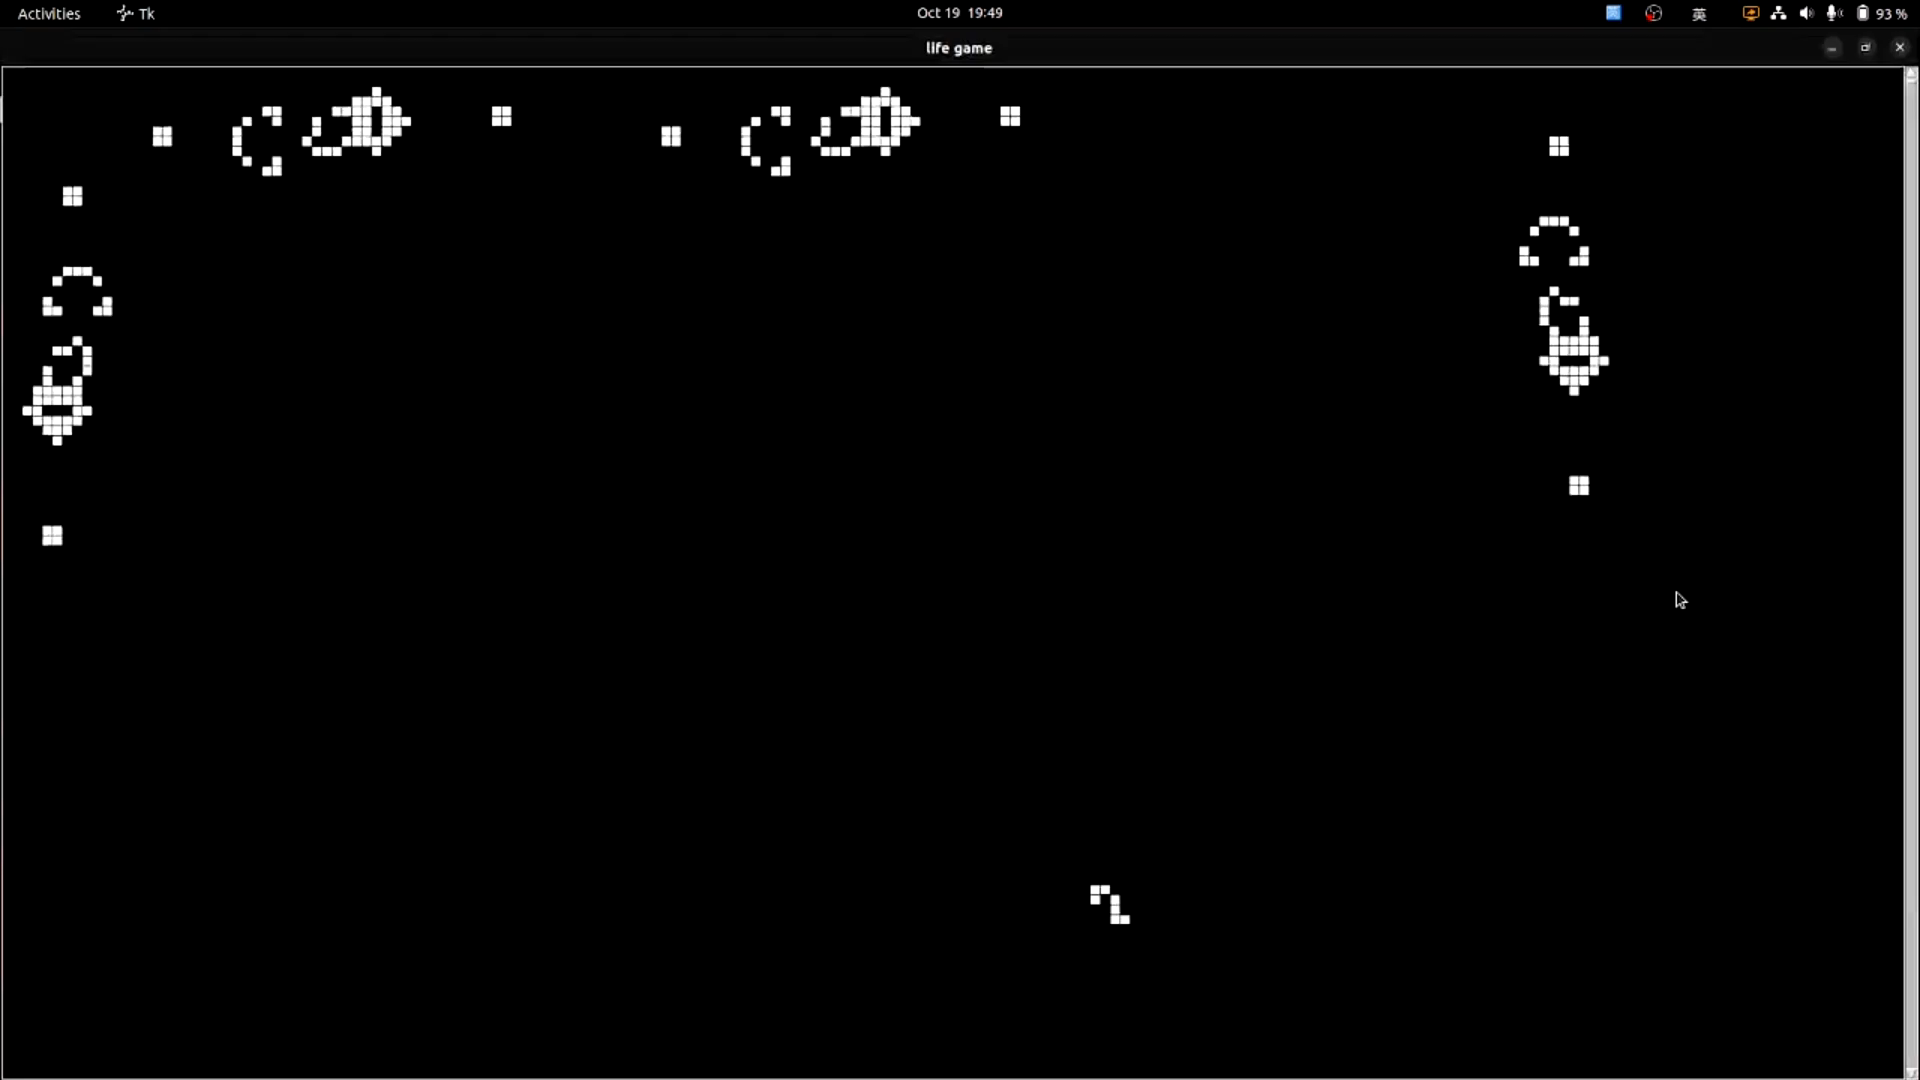 Activities Tk Oct 19 19:49 英 93 %
life game